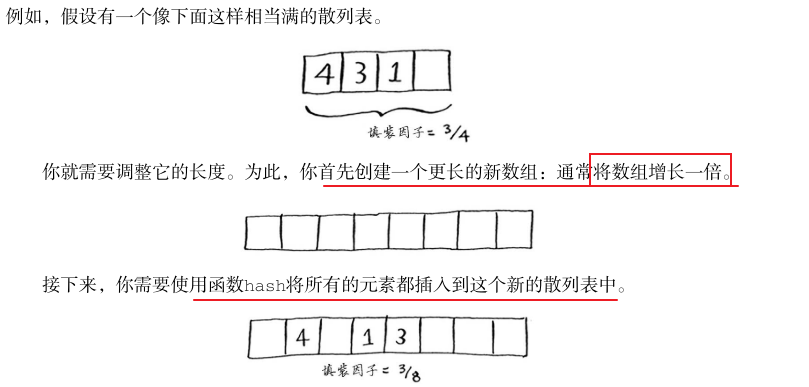 例如，假设有一个像下面这样相当满的散列表。
4 3 1
填装因子= 3/4
你就需要调整它的长度。为此，你首先创建一个更长的新数组：通常将数组增长一倍。
接下来，你需要使用函数hash将所有的元素都插入到这个新的散列表中。
4 1 3
填装因子= 3/8